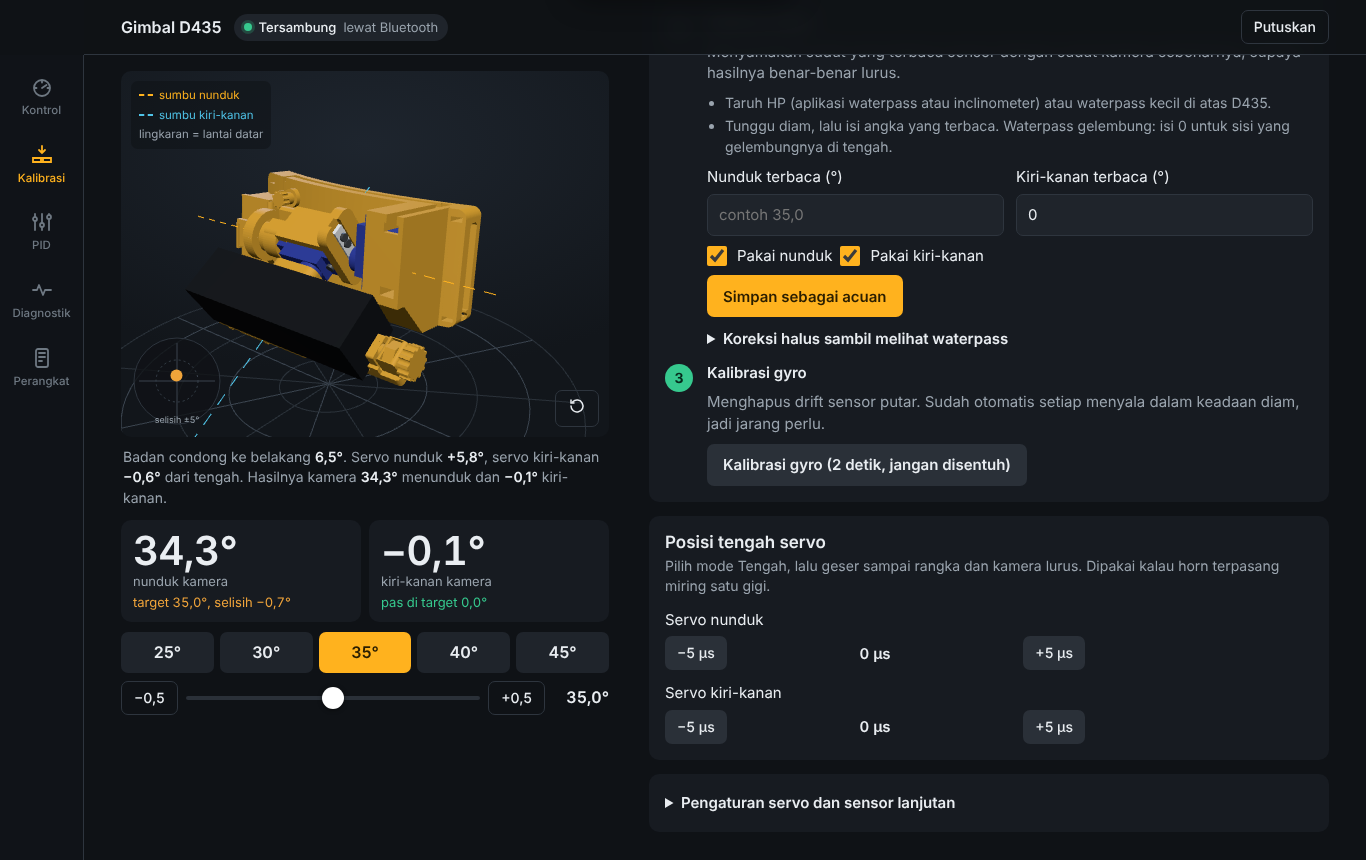 Gimbal D435
Tersambung lewat Bluetooth
Putuskan
Kontrol
Kalibrasi
PID
Diagnostik
Perangkat
sumbu nunduk
sumbu kiri-kanan
lingkaran = lantai datar
selisih ±5°
Badan condong ke belakang 6,5°. Servo nunduk +5,8°, servo kiri-kanan
−0,6° dari tengah. Hasilnya kamera 34,3° menunduk dan −0,1° kiri-
kanan.
34,3°
nunduk kamera
target 35,0°, selisih −0,7°
−0,1°
kiri-kanan kamera
pas di target 0,0°
25°
30°
35°
40°
45°
−0,5
+0,5
35,0°
Menyamakan sudut yang terbaca sensor dengan sudut kamera sebenarnya, supaya
hasilnya benar-benar lurus.
Taruh HP (aplikasi waterpass atau inclinometer) atau waterpass kecil di atas D435.
Tunggu diam, lalu isi angka yang terbaca. Waterpass gelembung: isi 0 untuk sisi yang
gelembungnya di tengah.
Nunduk terbaca (°)
Kiri-kanan terbaca (°)
contoh 35,0
0
Pakai nunduk
Pakai kiri-kanan
Simpan sebagai acuan
Koreksi halus sambil melihat waterpass
3
Kalibrasi gyro
Menghapus drift sensor putar. Sudah otomatis setiap menyala dalam keadaan diam,
jadi jarang perlu.
Kalibrasi gyro (2 detik, jangan disentuh)
Posisi tengah servo
Pilih mode Tengah, lalu geser sampai rangka dan kamera lurus. Dipakai kalau horn terpasang
miring satu gigi.
Servo nunduk
−5 µs
0 µs
+5 µs
Servo kiri-kanan
−5 µs
0 µs
+5 µs
Pengaturan servo dan sensor lanjutan